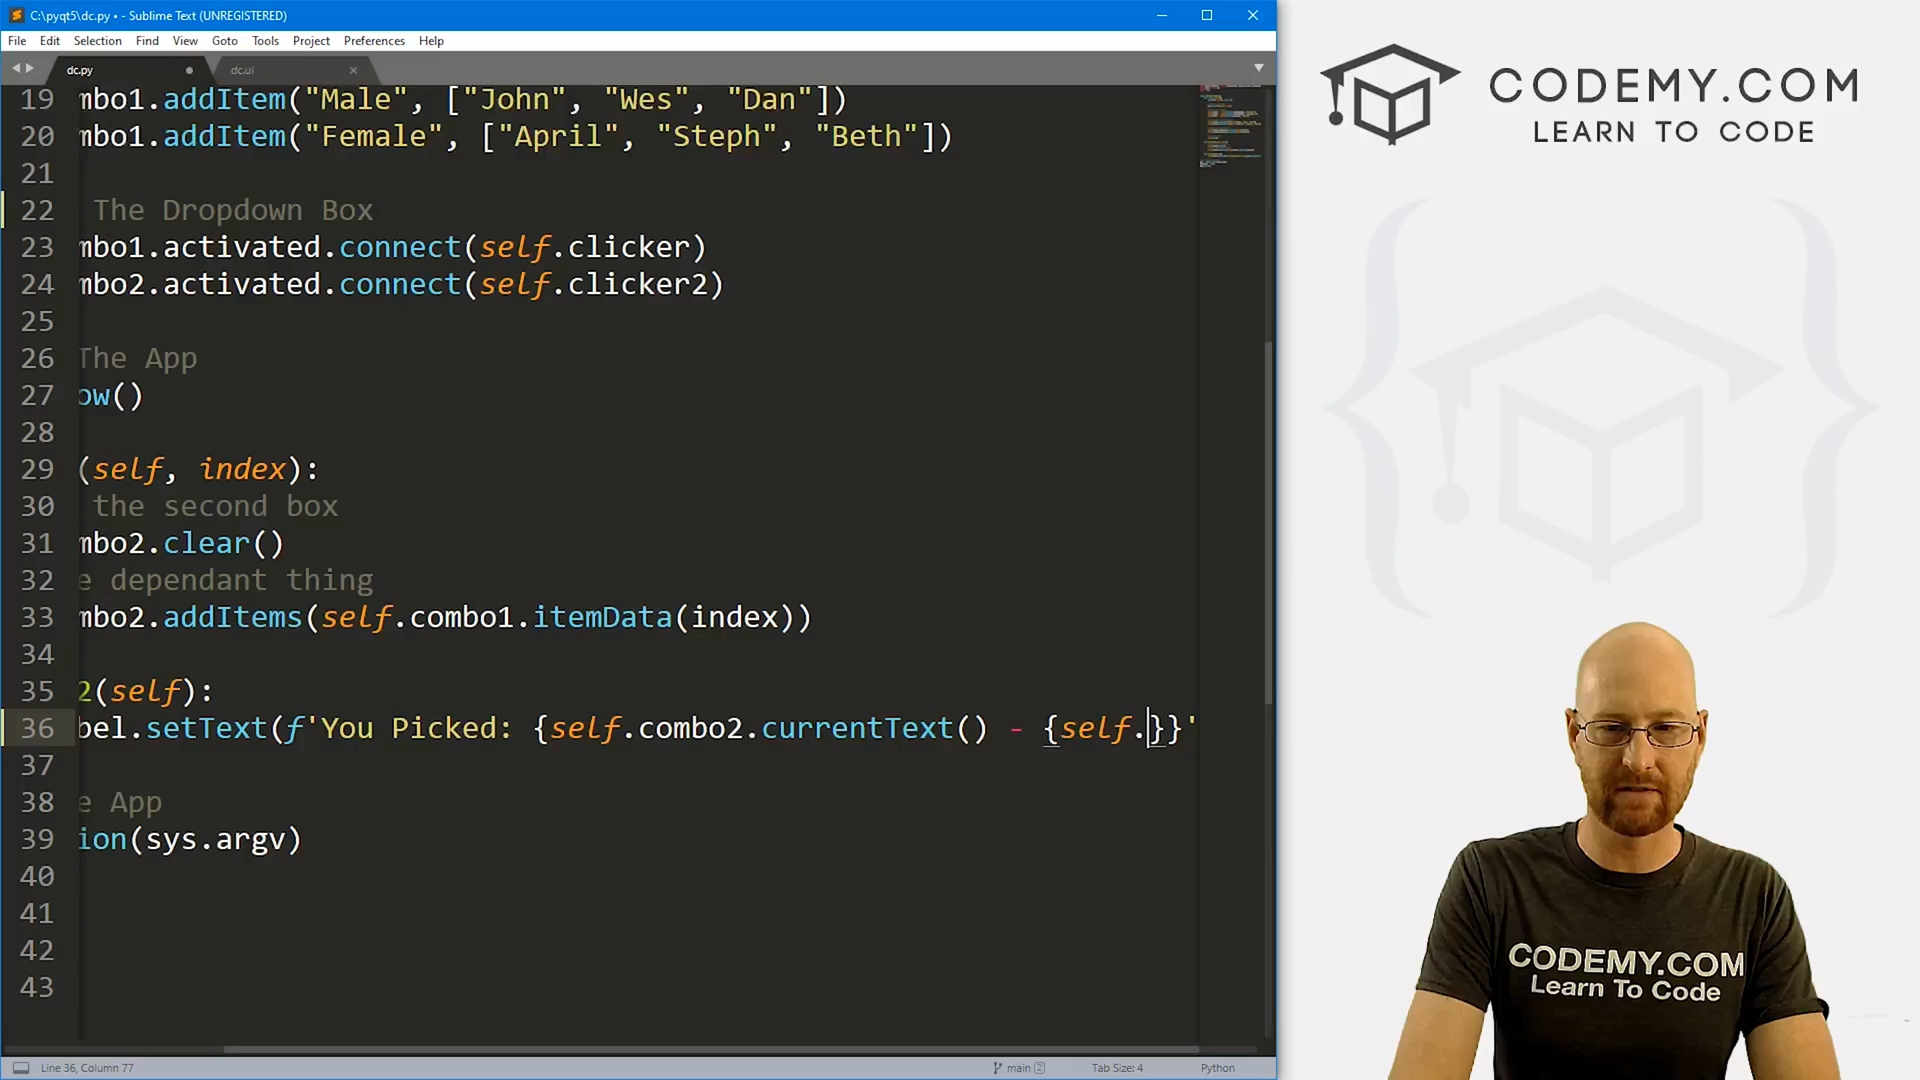 C:\pyqt5\dc.py • - Sublime Text (UNREGISTERED)
File Edit Selection Find View Goto Tools Project Preferences Help
dc.py
dc.ui
19 mbo1.addItem("Male", ["John", "Wes", "Dan"])
20 mbo1.addItem("Female", ["April", "Steph", "Beth"])
21
22 The Dropdown Box
23 mbo1.activated.connect(self.clicker)
24 mbo2.activated.connect(self.clicker2)
25
26 The App
27 ow()
28
29 (self, index):
30 the second box
31 mbo2.clear()
32 e dependant thing
33 mbo2.addItems(self.combo1.itemData(index))
34
35 2(self):
36 bel.setText(f'You Picked: {self.combo2.currentText() - {self.}}'
37
38 e App
39 ion(sys.argv)
40
41
42
43
Line 36, Column 77
main 2
Tab Size: 4
Python
CODEMY.COM
LEARN TO CODE
CODEMY.COM
Learn To Code